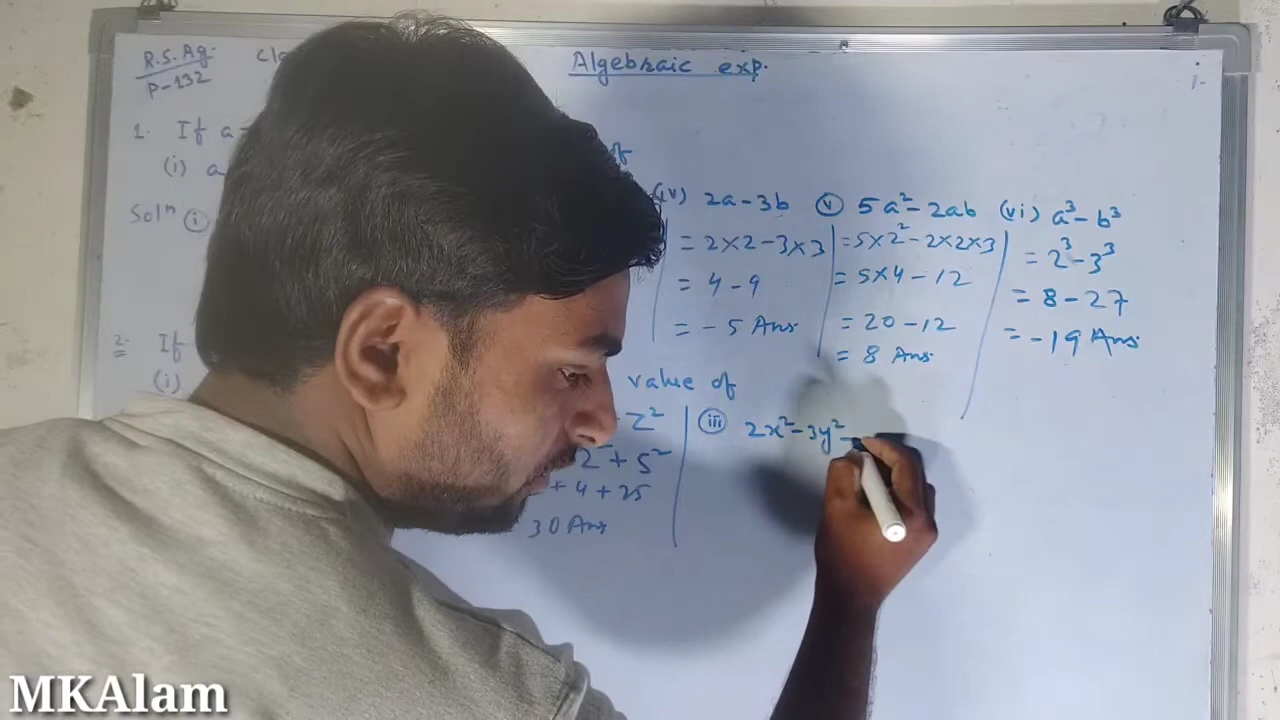 R.S.Ag.
P-132
Algebraic exp.
1. If a =
(i) a
of
Solⁿ (i)
(iv) 2a - 3b
= 2×2 - 3×3
= 4 - 9
= - 5 Ans
(v) 5a² - 2ab
= 5×2² - 2×2×3
= 5×4 - 12
= 20 - 12
= 8 Ans.
(vi) a³ - b³
= 2³ - 3³
= 8 - 27
= -19 Ans.
2. If
value of
(i)
z²
2² + 5²
+ 4 + 25
30 Ans
(iii) 2x² - 3y² -
MKAlam